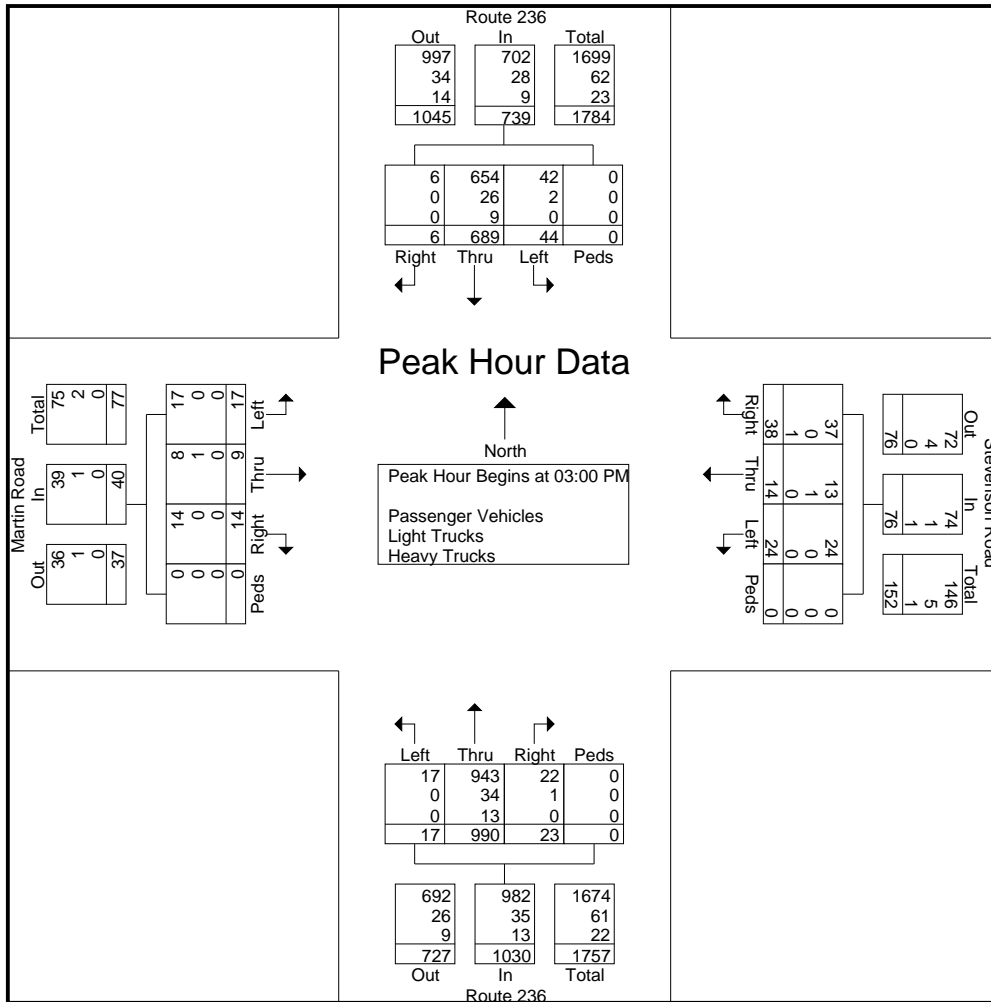 Route 236
Out In Total
997 702 1699
34 28 62
14 9 23
1045 739 1784
6 654 42 0
0 26 2 0
0 9 0 0
6 689 44 0
Right Thru Left Peds
Martin Road
Out In Total
36 39 75
1 1 2
0 0 0
37 40 77
0 14 8 17
0 0 1 0
0 0 0 0
0 14 9 17
Peds Right Thru Left
Peak Hour Data
North
Peak Hour Begins at 03:00 PM
Passenger Vehicles
Light Trucks
Heavy Trucks
Stevenson Road
Out In Total
72 74 146
4 1 5
0 1 1
76 76 152
37 13 24 0
0 1 0 0
1 0 0 0
38 14 24 0
Right Thru Left Peds
Left Thru Right Peds
17 943 22 0
0 34 1 0
0 13 0 0
17 990 23 0
692 982 1674
26 35 61
9 13 22
727 1030 1757
Out In Total
Route 236